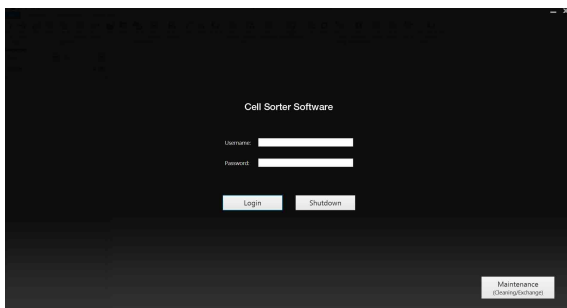 Cell Sorter Software
Username:
Password:
Login
Shutdown
Maintenance
(Cleaning/Exchange)